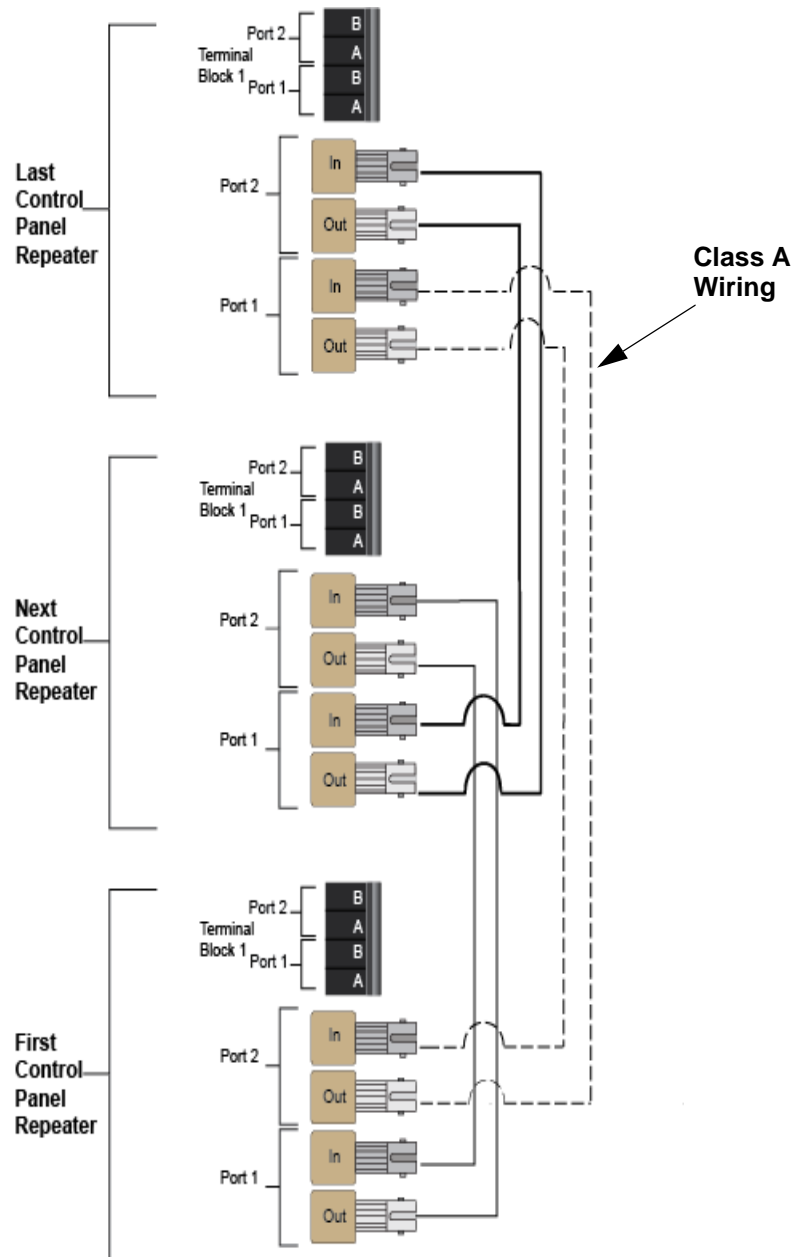 Last
Control
Panel
Repeater
Terminal
Block 1
Port 2
Port 1
B
A
B
A
Port 2
In
Out
Port 1
In
Out
Class A
Wiring
Next
Control
Panel
Repeater
Terminal
Block 1
Port 2
Port 1
B
A
B
A
Port 2
In
Out
Port 1
In
Out
First
Control
Panel
Repeater
Terminal
Block 1
Port 2
Port 1
B
A
B
A
Port 2
In
Out
Port 1
In
Out